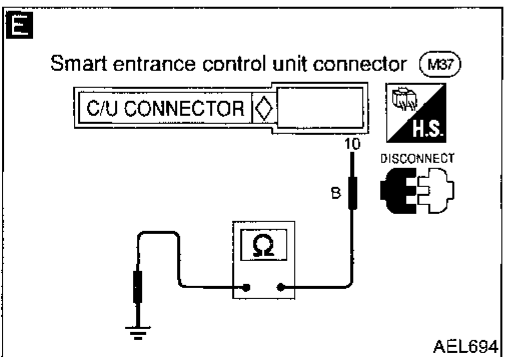 E
Smart entrance control unit connector M37
C/U CONNECTOR
H.S.
10
DISCONNECT
B
Ω
AEL694